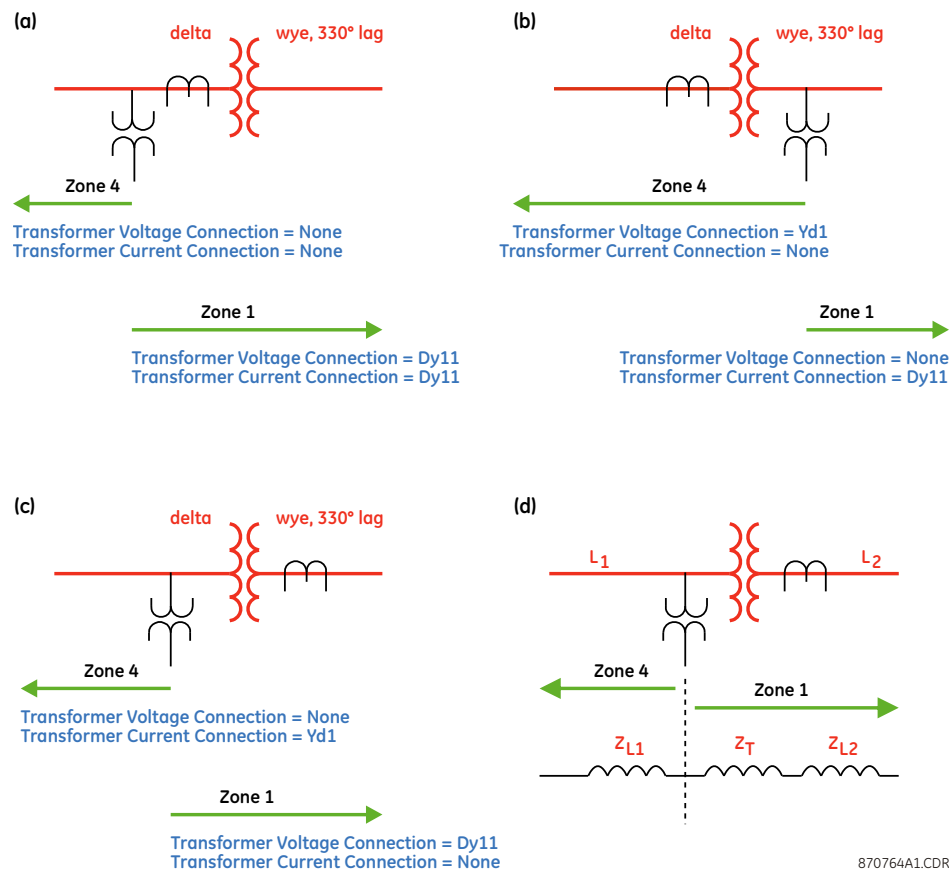 (a)
delta wye, 330° lag
Zone 4
Transformer Voltage Connection = None
Transformer Current Connection = None
Zone 1
Transformer Voltage Connection = Dy11
Transformer Current Connection = Dy11
(b)
delta wye, 330° lag
Zone 4
Transformer Voltage Connection = Yd1
Transformer Current Connection = None
Zone 1
Transformer Voltage Connection = None
Transformer Current Connection = Dy11
(c)
delta wye, 330° lag
Zone 4
Transformer Voltage Connection = None
Transformer Current Connection = Yd1
Zone 1
Transformer Voltage Connection = Dy11
Transformer Current Connection = None
(d)
L1 L2
Zone 4
Zone 1
ZL1 ZT ZL2
870764A1.CDR